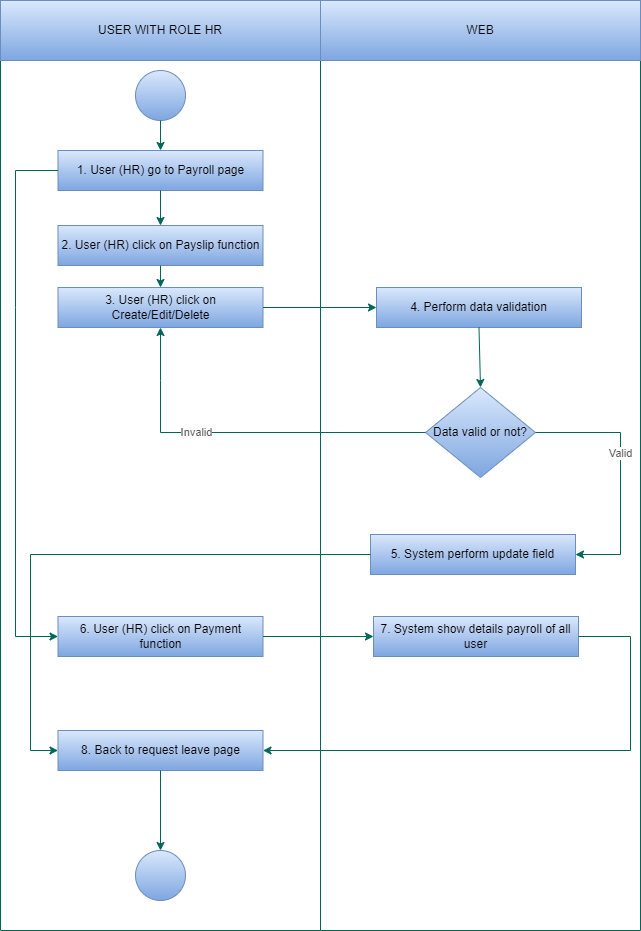 USER WITH ROLE HR
WEB
1. User (HR) go to Payroll page
2. User (HR) click on Payslip function
3. User (HR) click on
Create/Edit/Delete
4. Perform data validation
Data valid or not?
Invalid
Valid
5. System perform update field
6. User (HR) click on Payment
function
7. System show details payroll of all
user
8. Back to request leave page